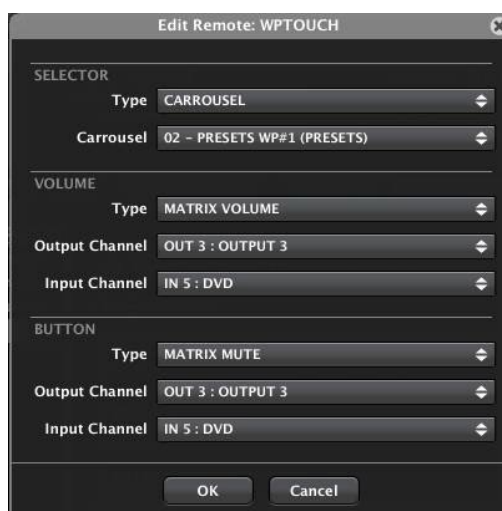 Edit Remote: WPTOUCH
SELECTOR
Type CARROUSEL
Carrousel 02 - PRESETS WP#1 (PRESETS)
VOLUME
Type MATRIX VOLUME
Output Channel OUT 3 : OUTPUT 3
Input Channel IN 5 : DVD
BUTTON
Type MATRIX MUTE
Output Channel OUT 3 : OUTPUT 3
Input Channel IN 5 : DVD
OK Cancel